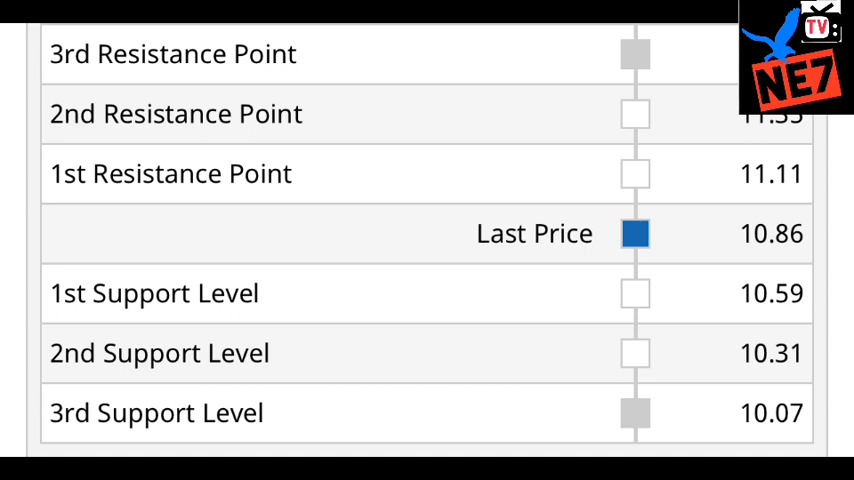 TV:
NE7
3rd Resistance Point
2nd Resistance Point
1st Resistance Point 11.11
Last Price 10.86
1st Support Level 10.59
2nd Support Level 10.31
3rd Support Level 10.07